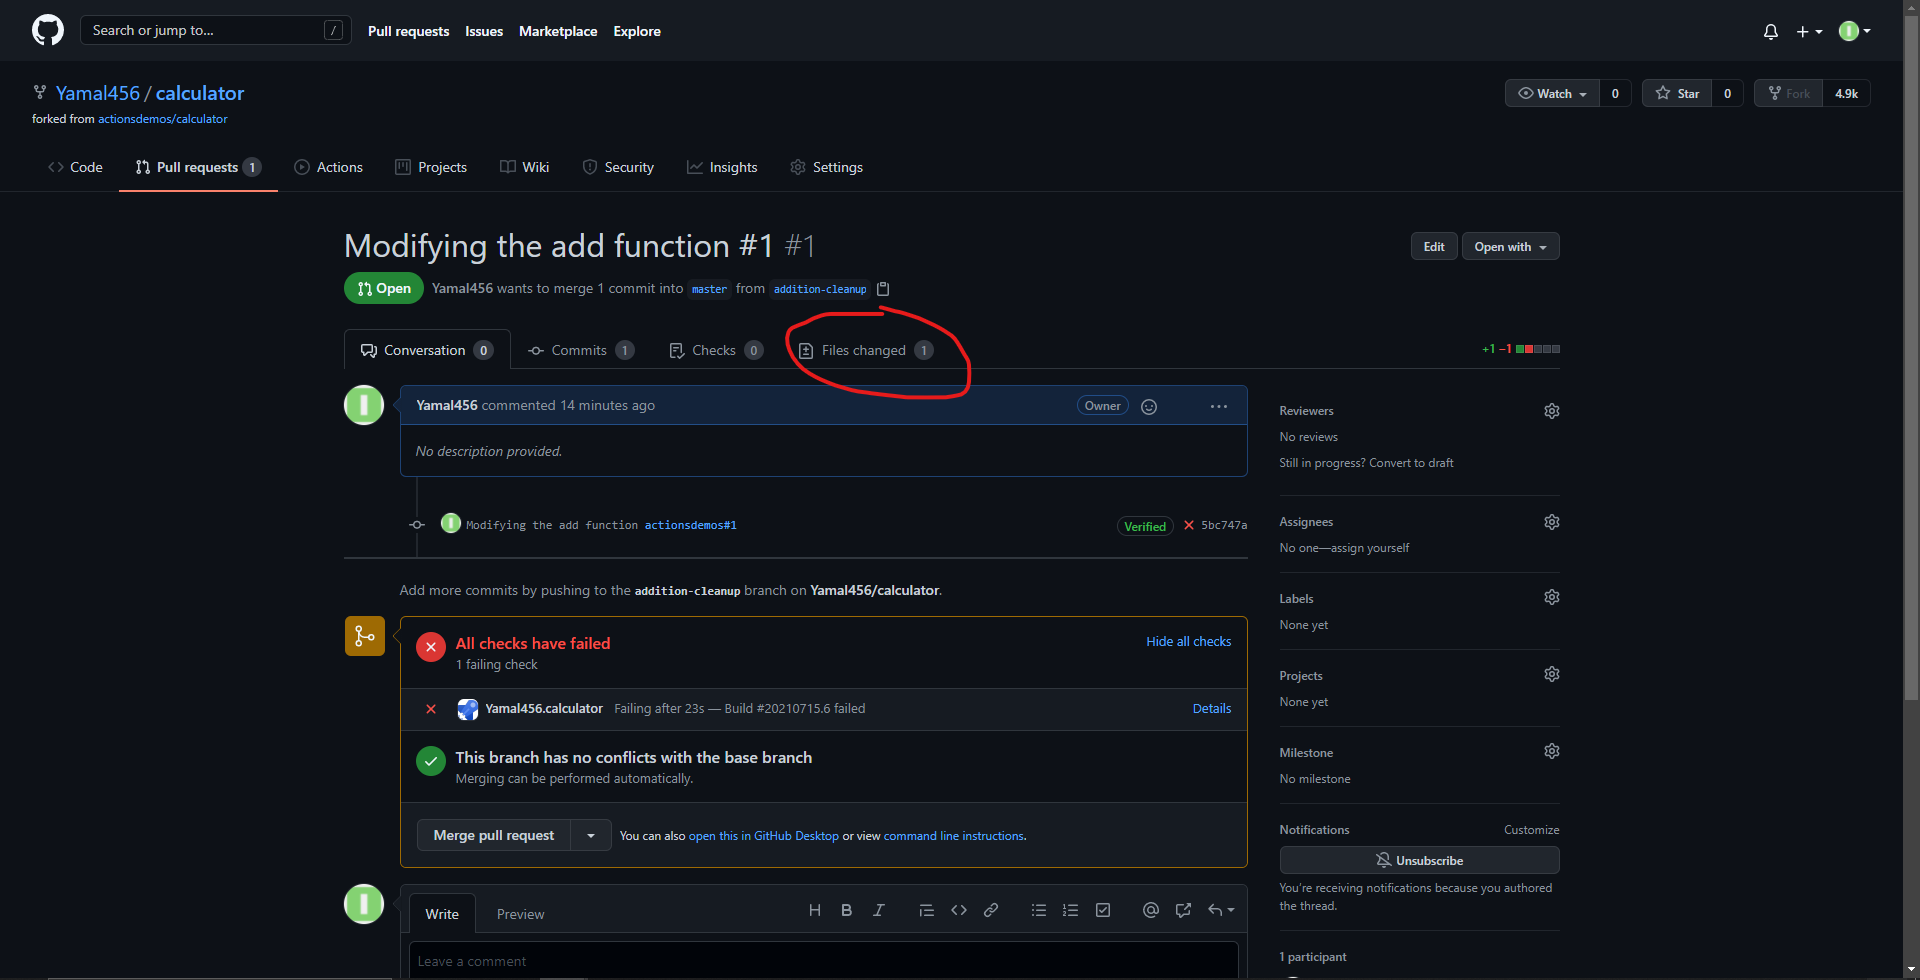 Search or jump to... /
Pull requests Issues Marketplace Explore
Yamal456 / calculator
forked from actionsdemos/calculator
Watch 0 Star 0 Fork 4.9k
Code Pull requests 1 Actions Projects Wiki Security Insights Settings
Modifying the add function #1 #1
Edit Open with
Open Yamal456 wants to merge 1 commit into master from addition-cleanup
Conversation 0 Commits 1 Checks 0 Files changed 1
+1 −1
Yamal456 commented 14 minutes ago Owner
No description provided.
Modifying the add function actionsdemos#1 Verified 5bc747a
Add more commits by pushing to the addition-cleanup branch on Yamal456/calculator.
All checks have failed
1 failing check
Hide all checks
Yamal456.calculator Failing after 23s — Build #20210715.6 failed Details
This branch has no conflicts with the base branch
Merging can be performed automatically.
Merge pull request You can also open this in GitHub Desktop or view command line instructions.
Write Preview
H B I
Leave a comment
Reviewers
No reviews
Still in progress? Convert to draft
Assignees
No one—assign yourself
Labels
None yet
Projects
None yet
Milestone
No milestone
Notifications Customize
Unsubscribe
You're receiving notifications because you authored
the thread.
1 participant